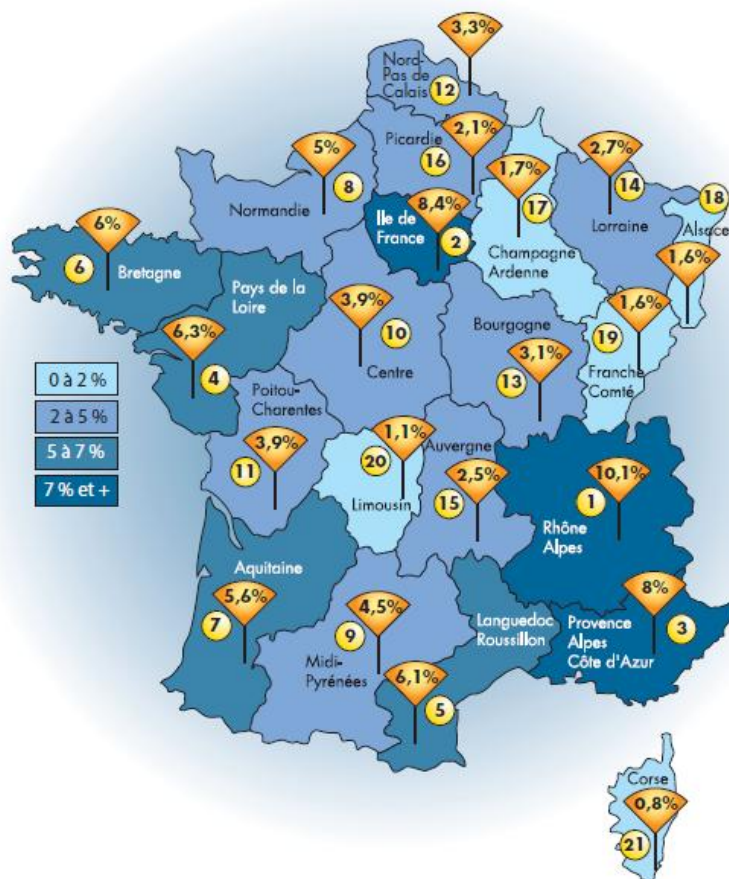 3,3%
Nord-
Pas de
Calais
12
2,1%
Picardie
16
5%
8
Normandie
1,7%
17
Champagne
Ardenne
2,7%
14
Lorraine
18
Alsace
1,6%
8,4%
Ile de
France
2
6%
6
Bretagne
Pays de la
Loire
6,3%
4
3,9%
10
Centre
Bourgogne
3,1%
13
1,6%
19
Franche
Comté
0 à 2 %
2 à 5 %
5 à 7 %
7 % et +
Poitou-
Charentes
3,9%
11
1,1%
20
Limousin
Auvergne
2,5%
15
10,1%
1
Rhône
Alpes
Aquitaine
5,6%
7
4,5%
9
Midi-
Pyrénées
Languedoc
Roussillon
6,1%
5
8%
Provence
Alpes
Côte d'Azur
3
Corse
0,8%
21